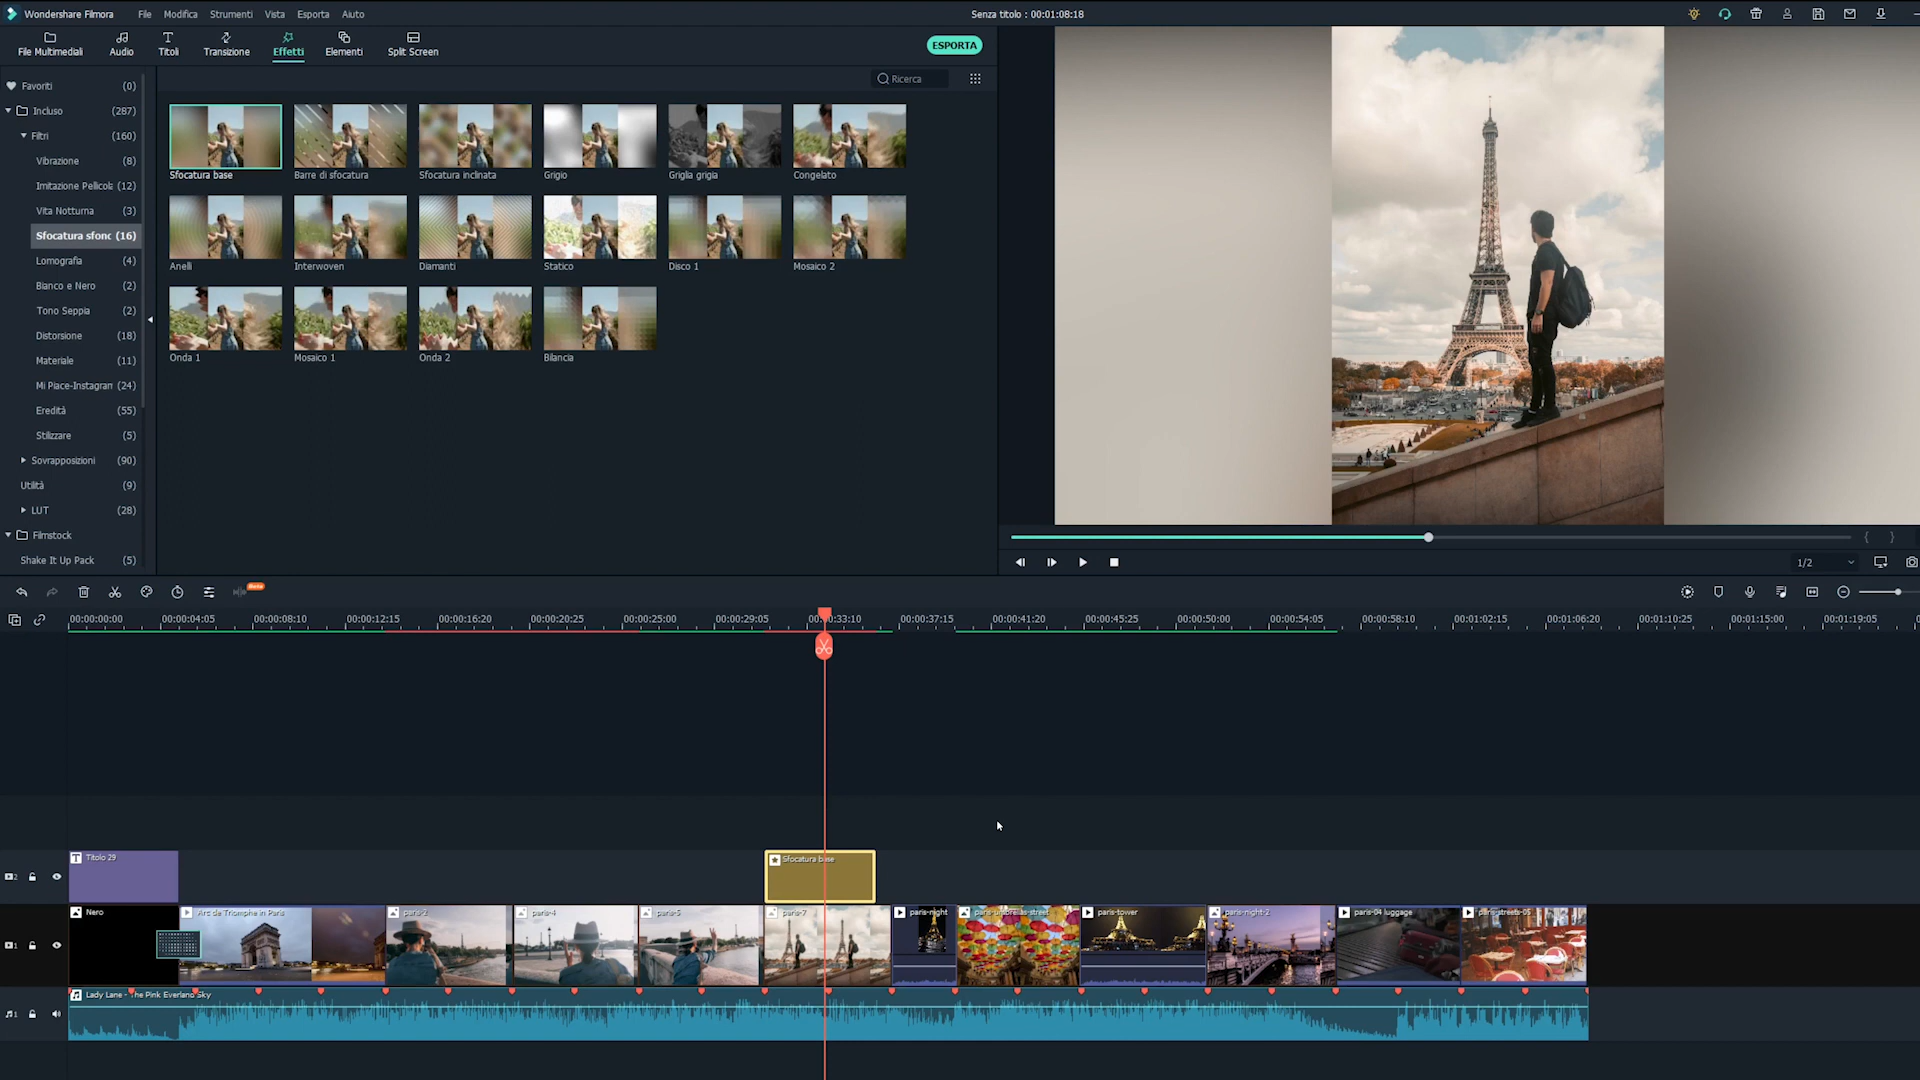 Wondershare Filmora File Modifica Strumenti Vista Esporta Aiuto Senza titolo : 00:01:08:18
File Multimediali Audio Titoli Transizione Effetti Elementi Split Screen ESPORTA
Ricerca
Favoriti (0)
Incluso (287)
Filtri (160)
Vibrazione (8)
Imitazione Pellicola (12)
Vita Notturna (3)
Sfocatura sfonc (16)
Lomografia (4)
Bianco e Nero (2)
Tono Seppia (2)
Distorsione (18)
Materiale (11)
Mi Piace-Instagram (24)
Eredità (55)
Stilizzare (5)
Sovrapposizioni (90)
Utilità (9)
LUT (28)
Filmstock
Shake It Up Pack (5)
Sfocatura base Barre di sfocatura Sfocatura inclinata Grigio Griglia grigia Congelato
Anelli Interwoven Diamanti Statico Disco 1 Mosaico 2
Onda 1 Mosaico 1 Onda 2 Bilancia
{ }
1/2
Beta
00:00:00:00 00:00:04:05 00:00:08:10 00:00:12:15 00:00:16:20 00:00:20:25 00:00:25:00 00:00:29:05 00:00:33:10 00:00:37:15 00:00:41:20 00:00:45:25 00:00:50:00 00:00:54:05 00:00:58:10 00:01:02:15 00:01:06:20 00:01:10:25 00:01:15:00 00:01:19:05
2 Titolo 29 Sfocatura base
1 Nero Arc de Triomphe in Paris paris-2 paris-4 paris-5 paris-7 paris-night paris-umbrellas-street paris-tower paris-night-2 paris-04 luggage paris-streets-05
1 Lady Lane - The Pink Everland Sky